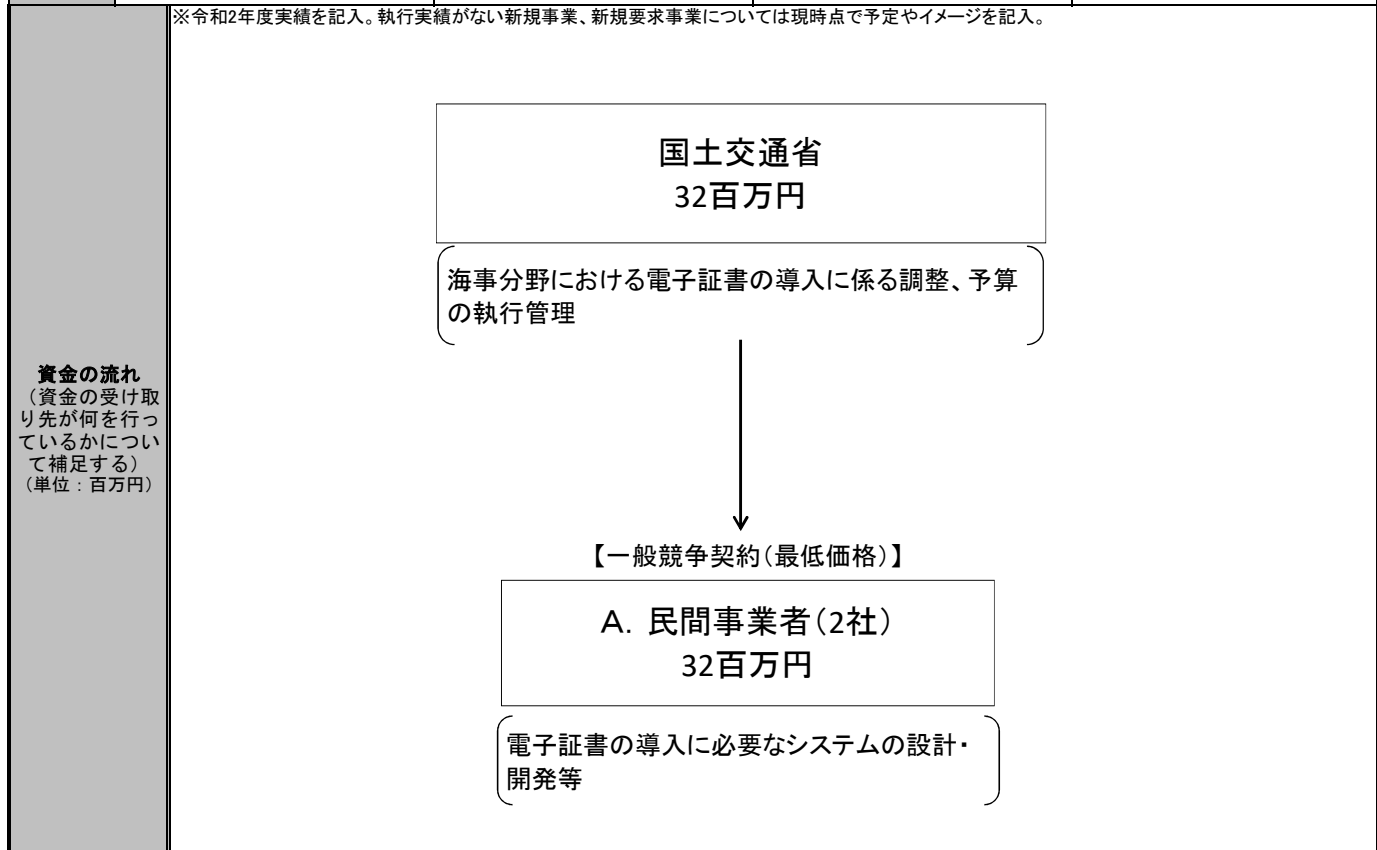 ※令和2年度実績を記入。執行実績がない新規事業、新規要求事業については現時点で予定やイメージを記入。
資金の流れ
（資金の受け取
り先が何を行っ
ているかについ
て補足する）
（単位：百万円）
国土交通省
32百万円
海事分野における電子証書の導入に係る調整、予算
の執行管理
【一般競争契約（最低価格）】
A．民間事業者（2社）
32百万円
電子証書の導入に必要なシステムの設計・
開発等